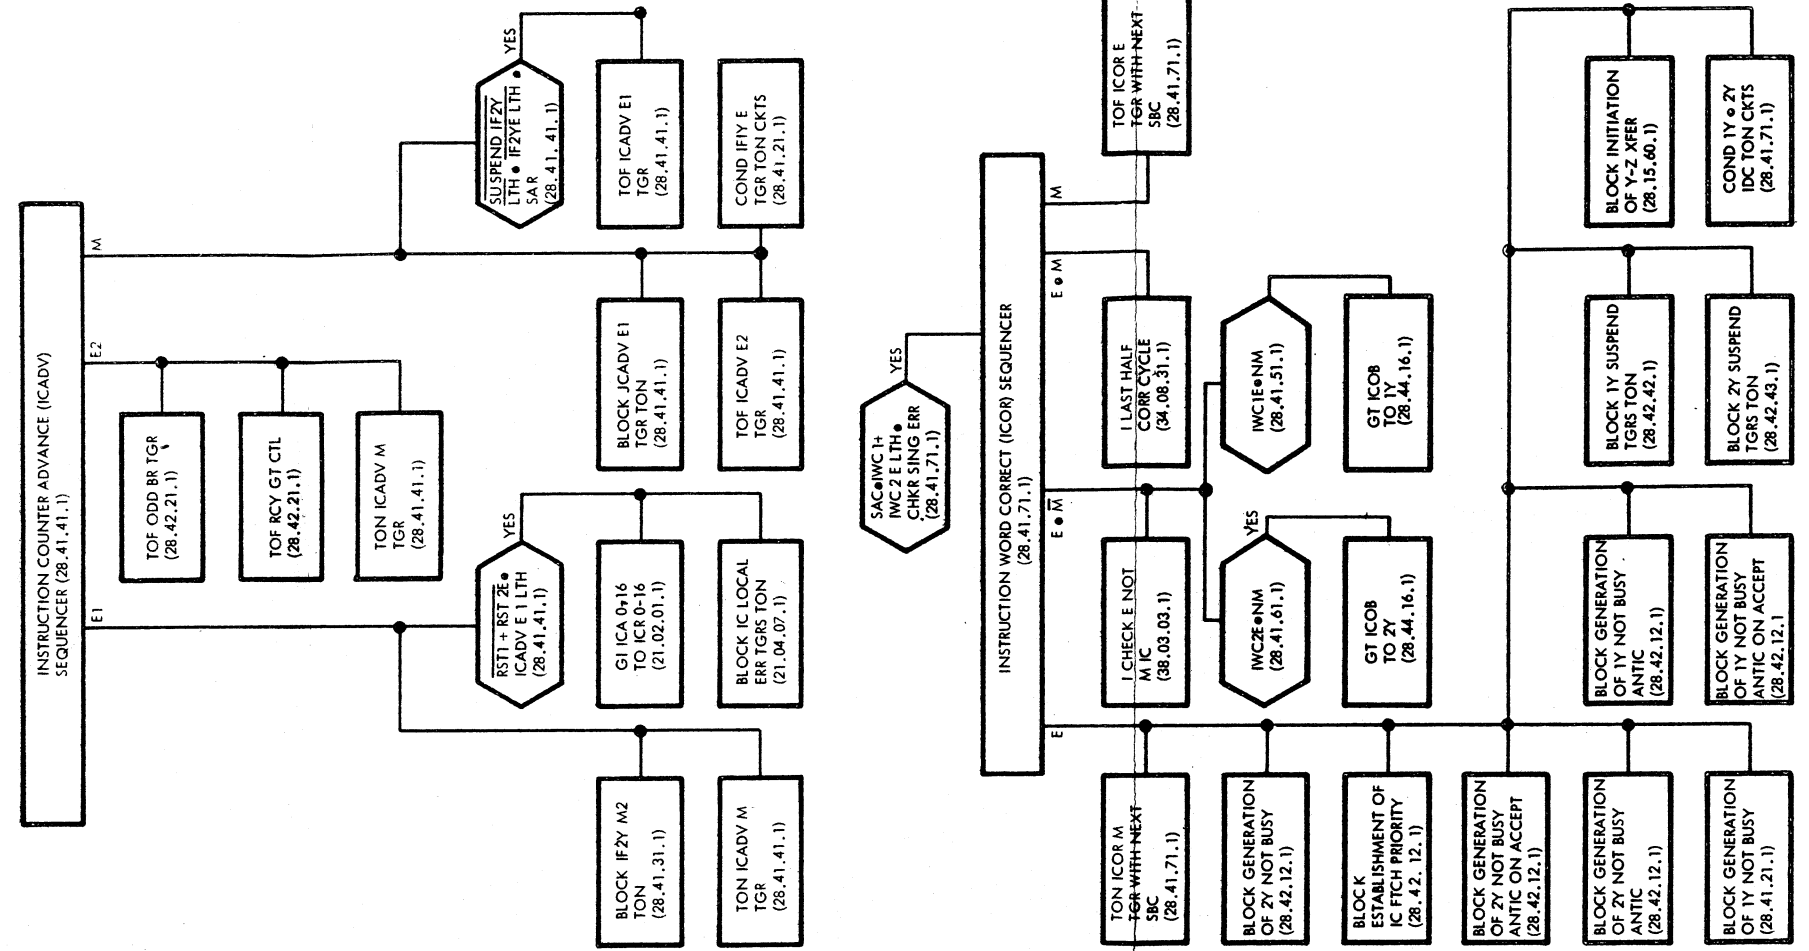 INSTRUCTION COUNTER ADVANCE (ICADV)
SEQUENCER (28.41.41.1)
E1
E2
M
TOF ODD BR TGR
(28.42.21.1)
TOF RCY GT CTL
(28.42.21.1)
TON ICADV M
TGR
(28.41.41.1)
RST1 + RST 2E●
ICADV E 1 LTH
(28.41.41.1)
YES
SUSPEND IF2Y
LTH ● IF2YE LTH ●
SAR
(28.41.41.1)
YES
BLOCK IF2Y M2
TON
(28.41.31.1)
GI ICA 0,16
TO ICR 0-16
(21.02.01.1)
BLOCK JCADV E1
TGR TON
(28.41.41.1)
TOF ICADV E1
TGR
(28.41.41.1)
TON ICADV M
TGR
(28.41.41.1)
BLOCK IC LOCAL
ERR TGRS TON
(21.04.07.1)
TOF ICADV E2
TGR
(28.41.41.1)
COND IFIY E
TGR TON CKTS
(28.41.21.1)
SAC●IWC 1+
IWC 2 E LTH ●
CHKR SING ERR
(28.41.71.1)
YES
INSTRUCTION WORD CORRECT (ICOR) SEQUENCER
(28.41.71.1)
E
E ● M̅
E ● M
M
TON ICOR M
TGR WITH NEXT
SBC
(28.41.71.1)
I CHECK E NOT
M IC
(38.03.03.1)
I LAST HALF
CORR CYCLE
(34.08.31.1)
TOF ICOR E
TGR WITH NEXT
SBC
(28.41.71.1)
BLOCK GENERATION
OF 2Y NOT BUSY
(28.42.12.1)
IWC2E●NM
(28.41.61.1)
YES
IWC1E●NM
(28.41.51.1)
BLOCK
ESTABLISHMENT OF
IC FTCH PRIORITY
(28.4 2. 12. 1)
GT ICOB
TO 2Y
(28.44.16.1)
GT ICOB
TO 1Y
(28.44.16.1)
BLOCK GENERATION
OF 2Y NOT BUSY
ANTIC ON ACCEPT
(28.42.12.1)
BLOCK GENERATION
OF 2Y NOT BUSY
ANTIC
(28.42.12.1)
BLOCK GENERATION
OF 1Y NOT BUSY
ANTIC
(28.42.12.1)
BLOCK 1Y SUSPEND
TGRS TON
(28.42.42.1)
BLOCK INITIATION
OF Y-Z XFER
(28.15.60.1)
BLOCK GENERATION
OF 1Y NOT BUSY
(28.41.21.1)
BLOCK GENERATION
OF 1Y NOT BUSY
ANTIC ON ACCEPT
(28.42.12.1
BLOCK 2Y SUSPEND
TGRS TON
(28.42.43.1)
COND 1Y ● 2Y
IDC TON CKTS
(28.41.71.1)